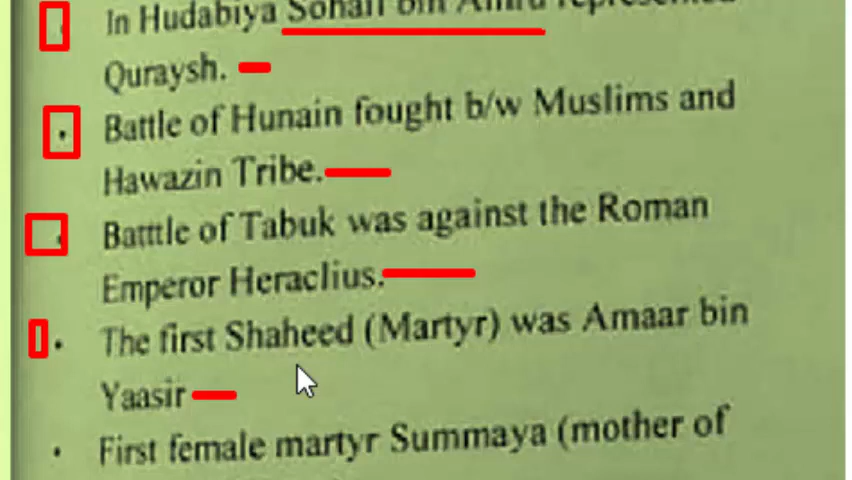 In Hudabiya Sohail bin Amru represented
Quraysh.
Battle of Hunain fought b/w Muslims and
Hawazin Tribe.
Batttle of Tabuk was against the Roman
Emperor Heraclius.
The first Shaheed (Martyr) was Amaar bin
Yaasir
First female martyr Summaya (mother of